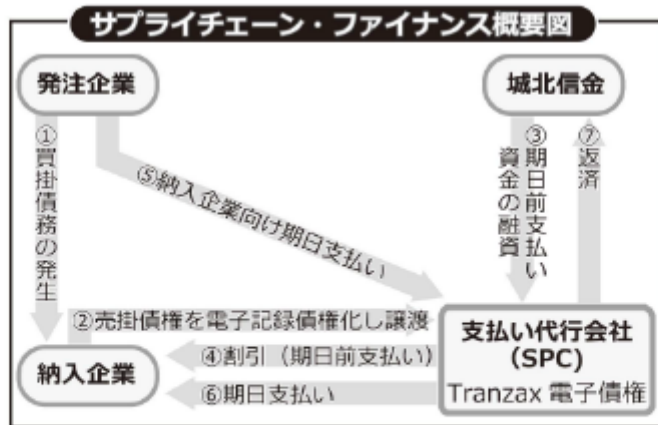 サプライチェーン・ファイナンス概要図
発注企業
城北信金
①買掛債務の発生
⑤納入企業向け期日支払い
③期日前支払い
資金の融資
⑦返済
②売掛債権を電子記録債権化し譲渡
納入企業
④割引（期日前支払い）
⑥期日支払い
支払い代行会社
(SPC)
Tranzax 電子債権